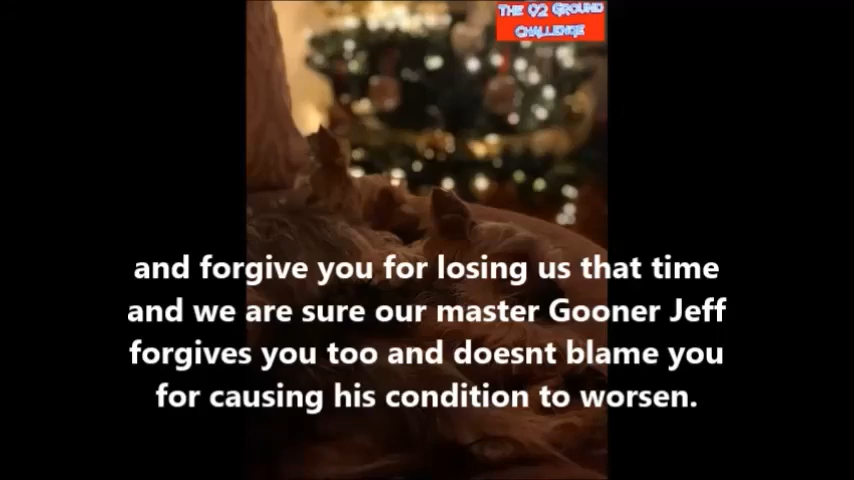 THE 92 GROUND
CHALLENGE
and forgive you for losing us that time
and we are sure our master Gooner Jeff
forgives you too and doesnt blame you
for causing his condition to worsen.